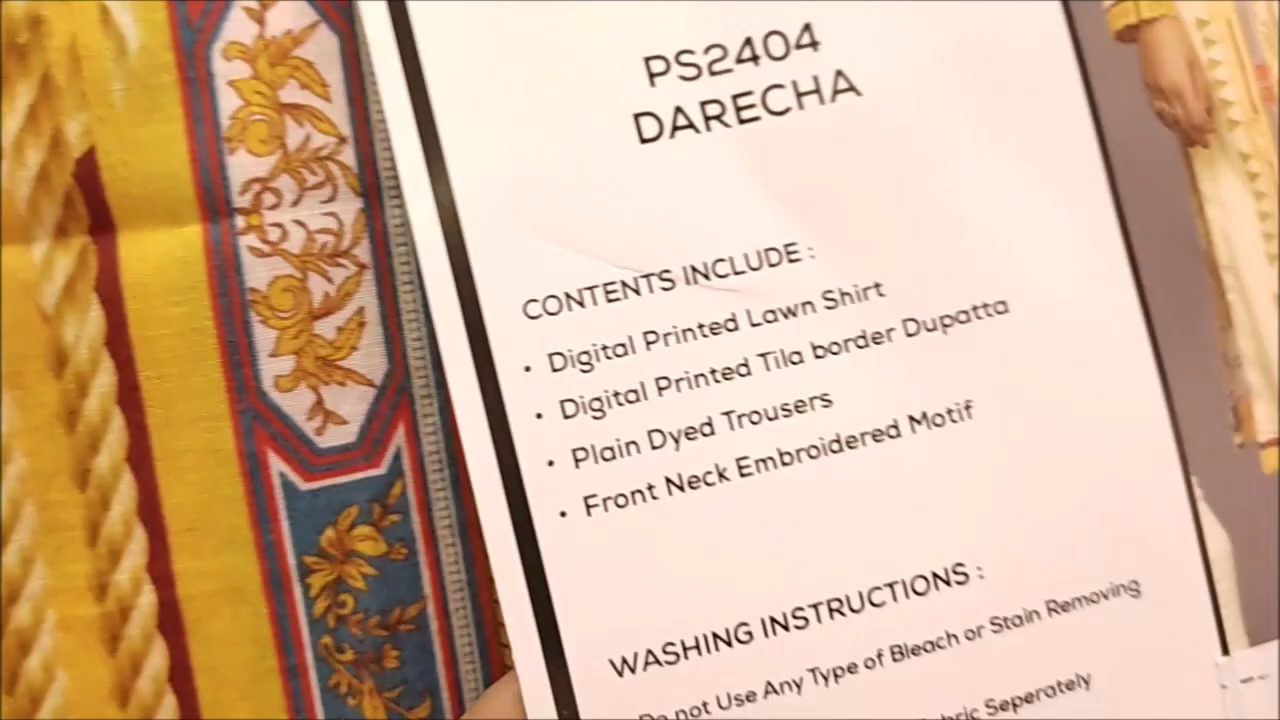 PS2404
DARECHA
CONTENTS INCLUDE :
• Digital Printed Lawn Shirt
• Digital Printed Tila border Dupatta
• Plain Dyed Trousers
• Front Neck Embroidered Motif
WASHING INSTRUCTIONS :
Do not Use Any Type of Bleach or Stain Removing
Fabric Seperately